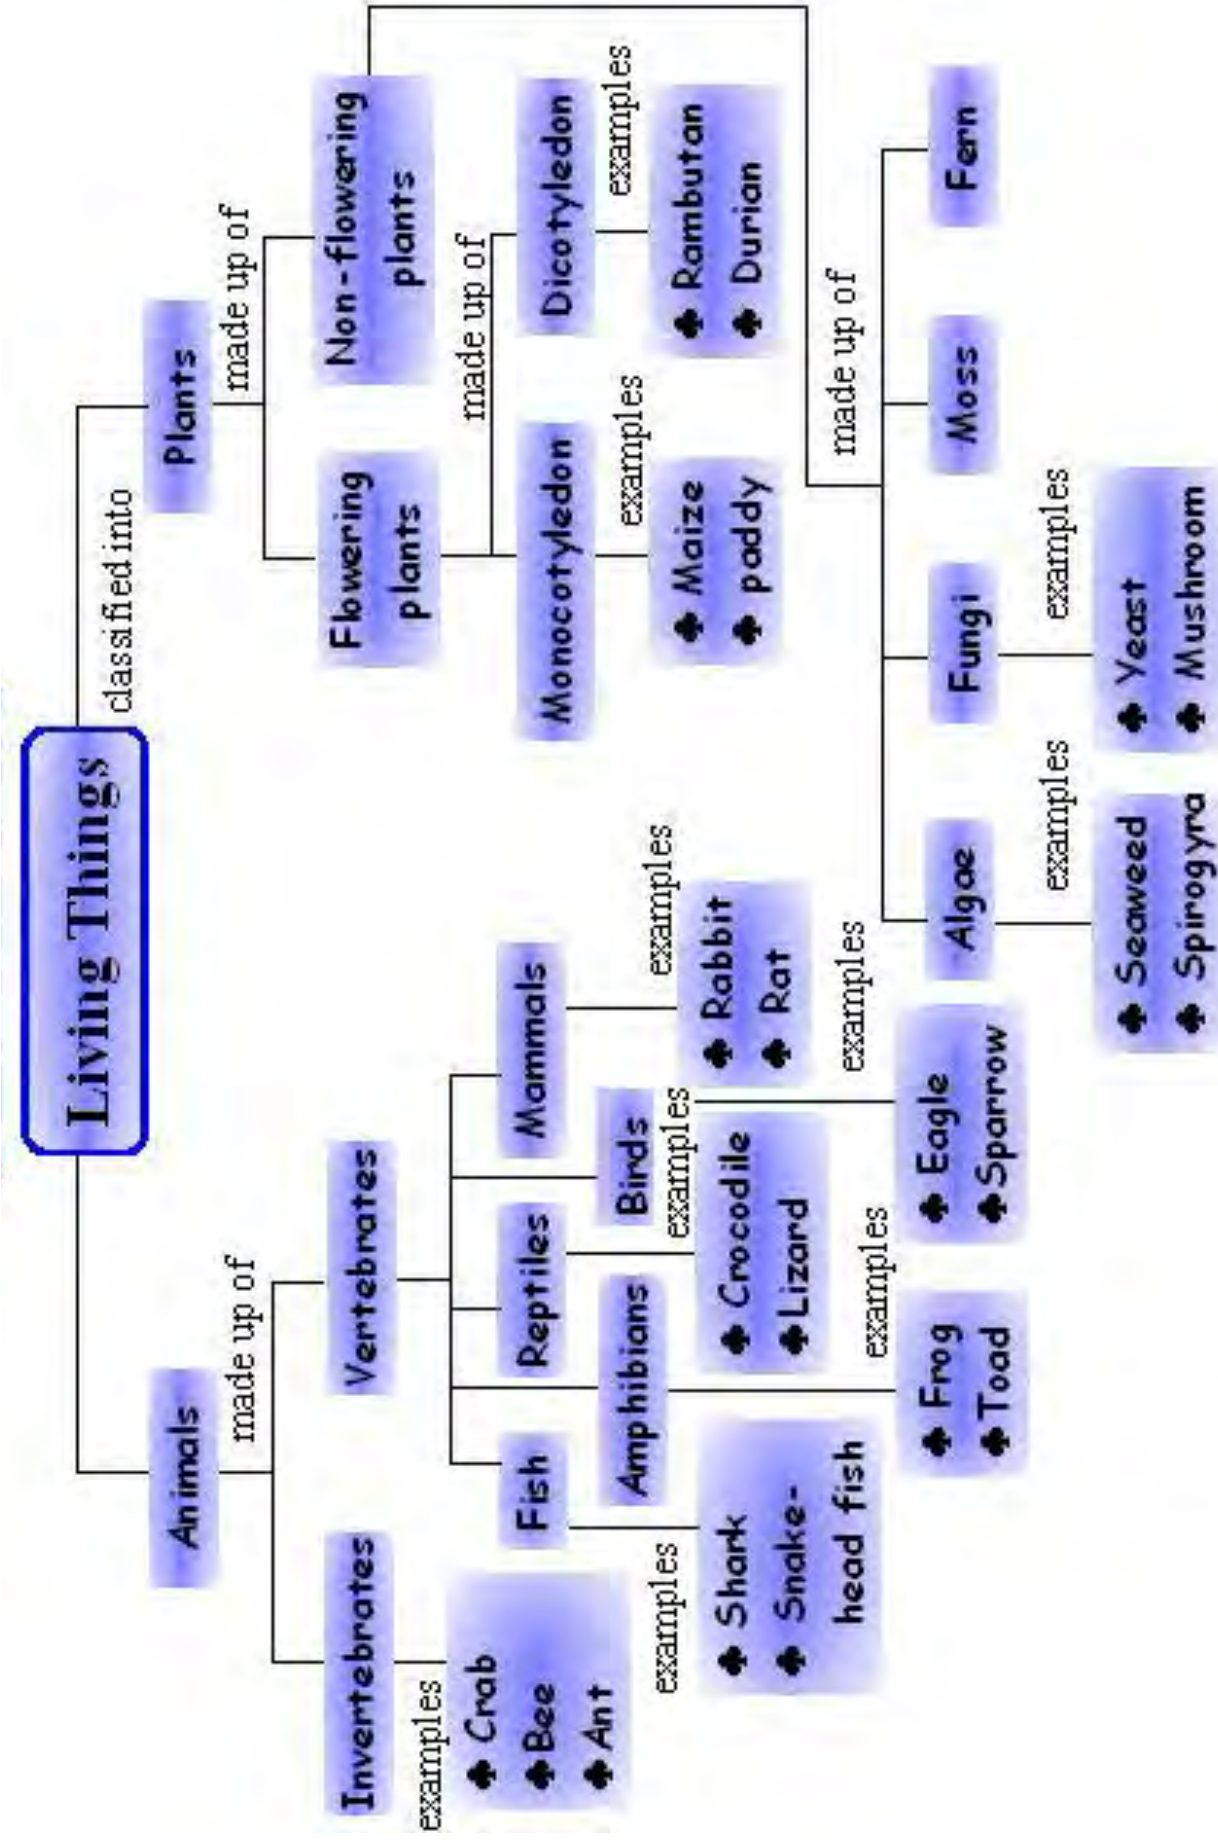 Living Things
classified into
Animals
Plants
made up of
made up of
Invertebrates
Vertebrates
Flowering
plants
Non-flowering
plants
examples
made up of
♣ Crab
♣ Bee
♣ Ant
Fish
Reptiles
Mammals
Amphibians
Birds
Monocotyledon
Dicotyledon
examples
examples
examples
examples
examples
♣ Shark
♣ Snake-
head fish
♣ Crocodile
♣ Lizard
♣ Rabbit
♣ Rat
♣ Maize
♣ paddy
♣ Rambutan
♣ Durian
examples
examples
made up of
♣ Frog
♣ Toad
♣ Eagle
♣ Sparrow
Algae
Fungi
Moss
Fern
examples
examples
♣ Seaweed
♣ Spirogyra
♣ Yeast
♣ Mushroom